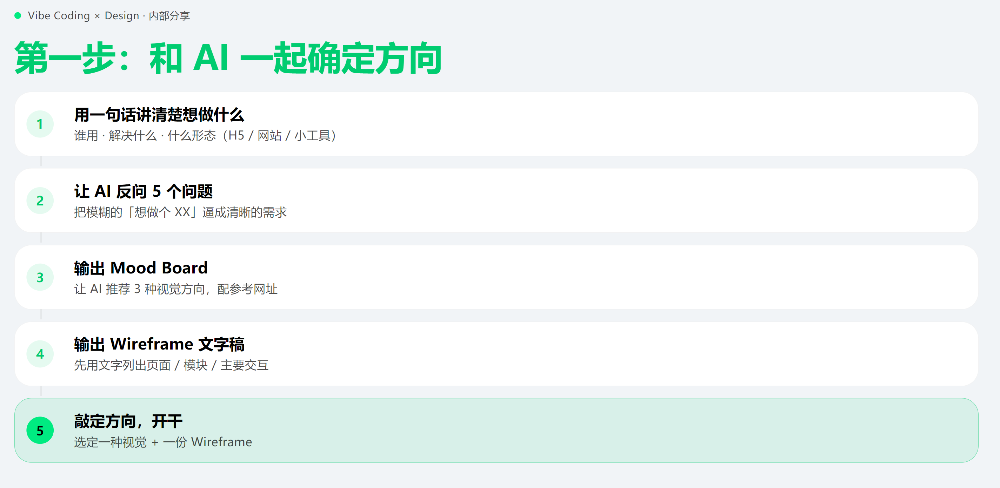 Vibe Coding × Design · 内部分享
第一步：和 AI 一起确定方向
1
用一句话讲清楚想做什么
谁用 · 解决什么 · 什么形态（H5 / 网站 / 小工具）
2
让 AI 反问 5 个问题
把模糊的「想做个 XX」逼成清晰的需求
3
输出 Mood Board
让 AI 推荐 3 种视觉方向，配参考网址
4
输出 Wireframe 文字稿
先用文字列出页面 / 模块 / 主要交互
5
敲定方向，开干
选定一种视觉 + 一份 Wireframe